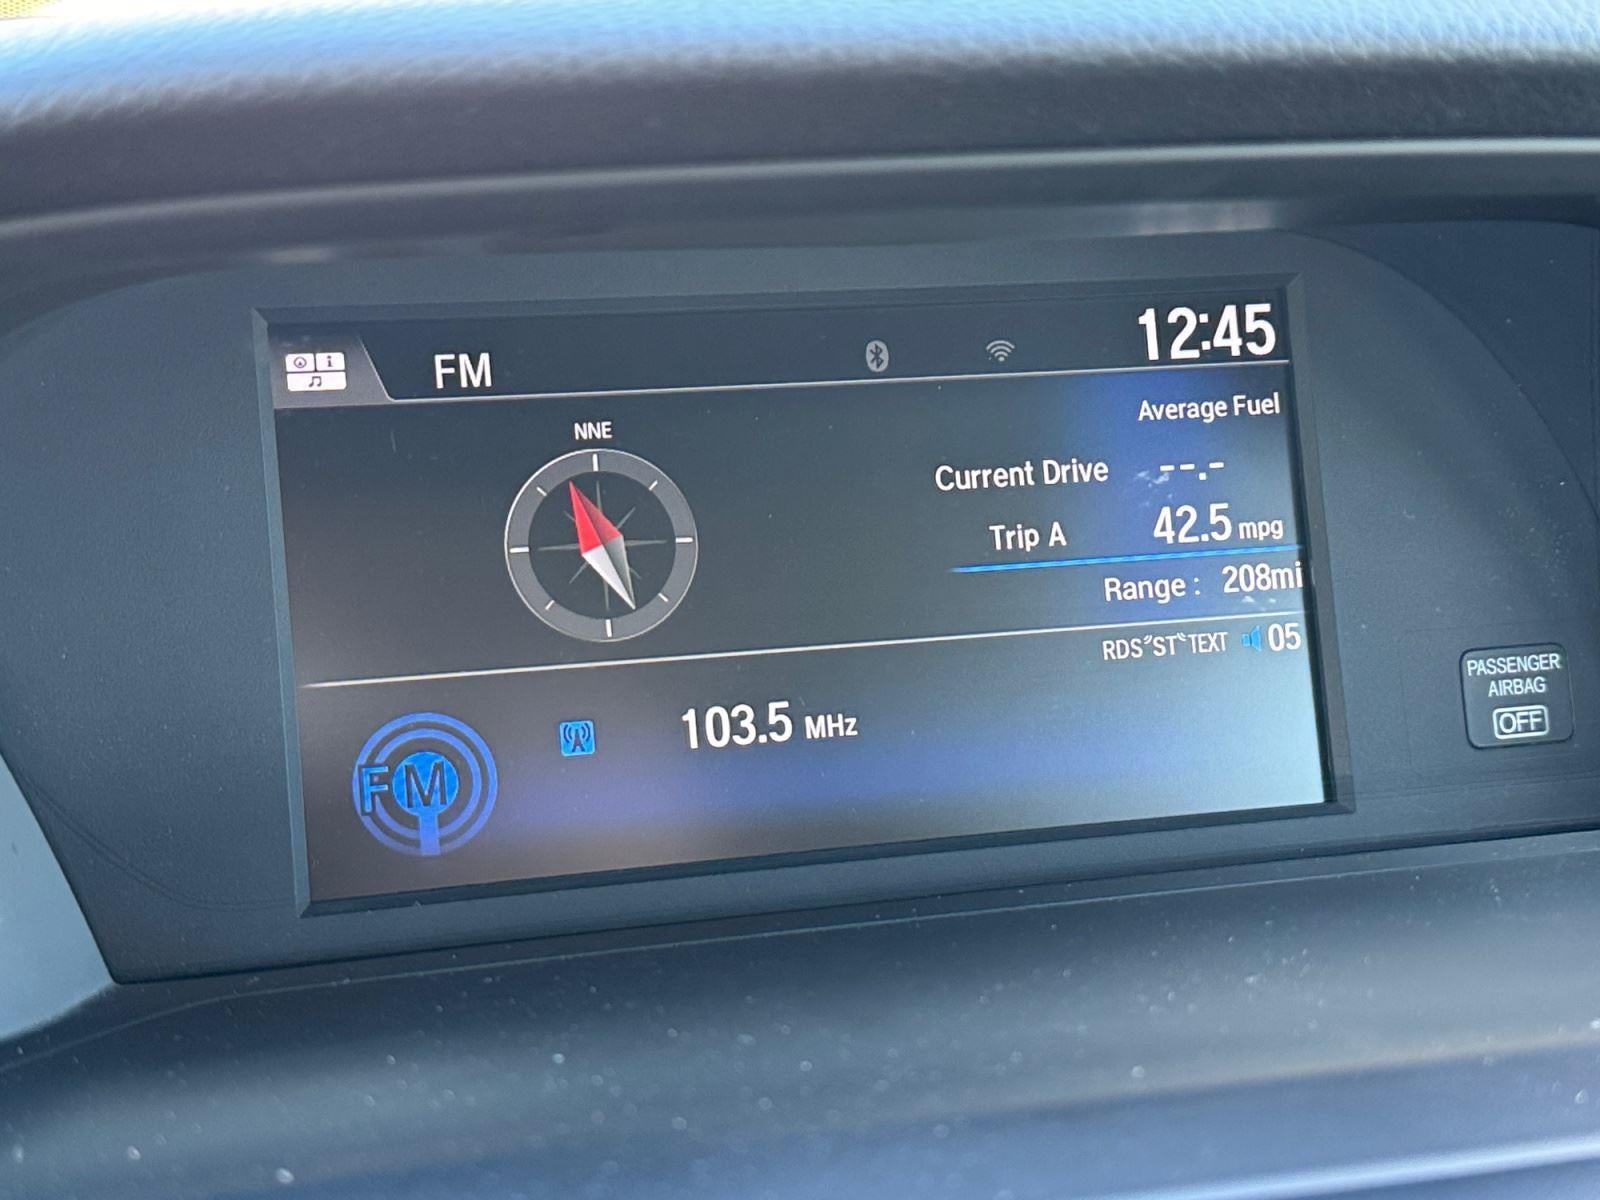 FM
12:45
NNE
Average Fuel
Current Drive --.-
Trip A 42.5 mpg
Range : 208mi
RDS "ST" TEXT 05
103.5 MHz
FM
PASSENGER
AIRBAG
OFF